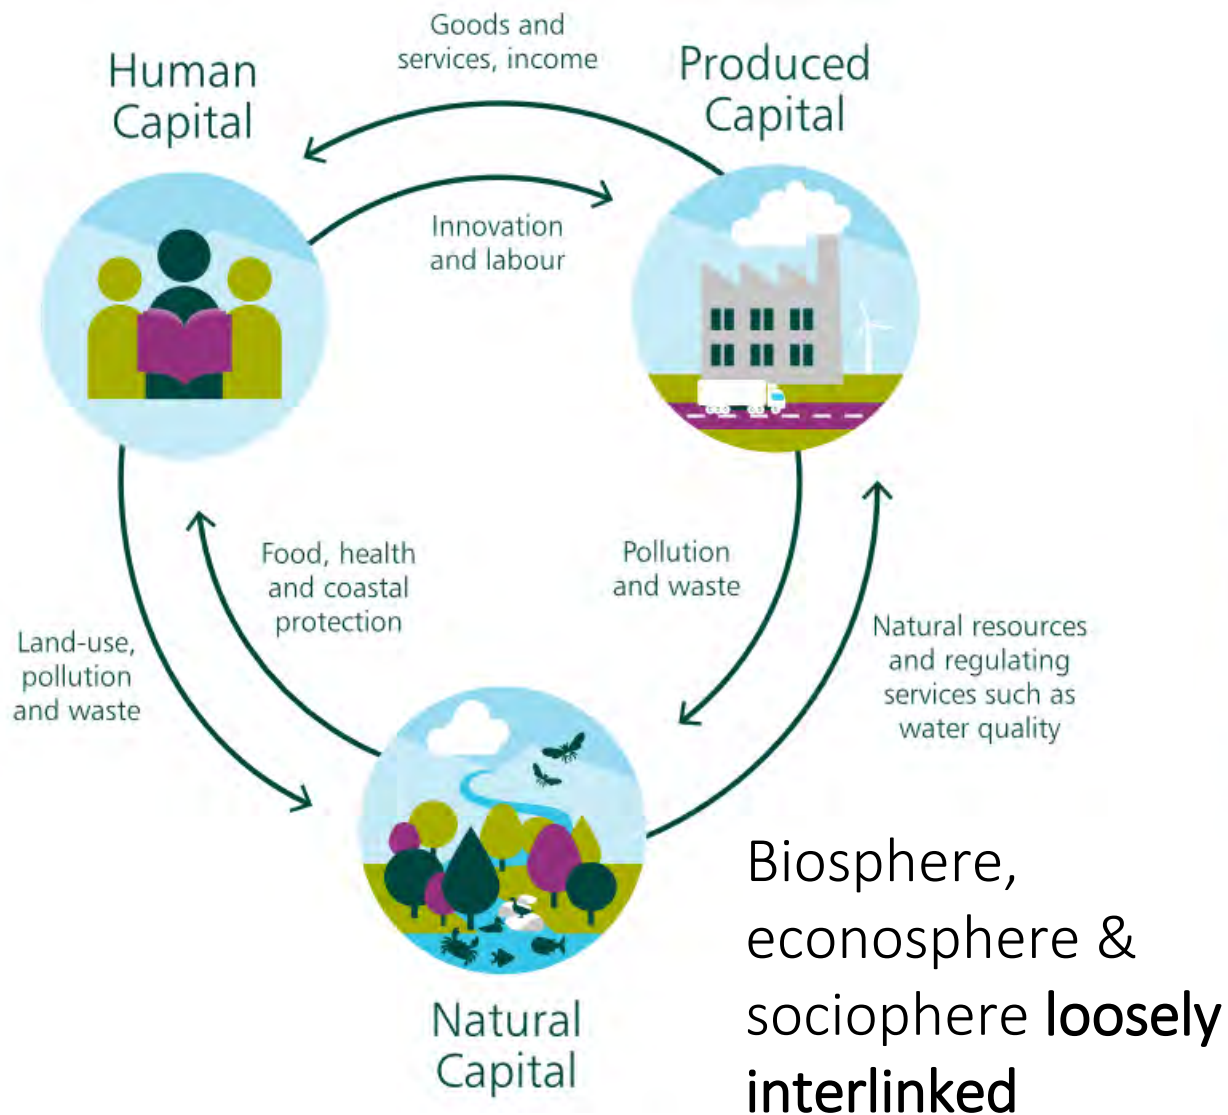 Goods and
services, income
Human
Capital
Produced
Capital
Innovation
and labour
Food, health
and coastal
protection
Pollution
and waste
Land-use,
pollution
and waste
Natural resources
and regulating
services such as
water quality
Natural
Capital
Biosphere,
econosphere &
sociophere loosely
interlinked